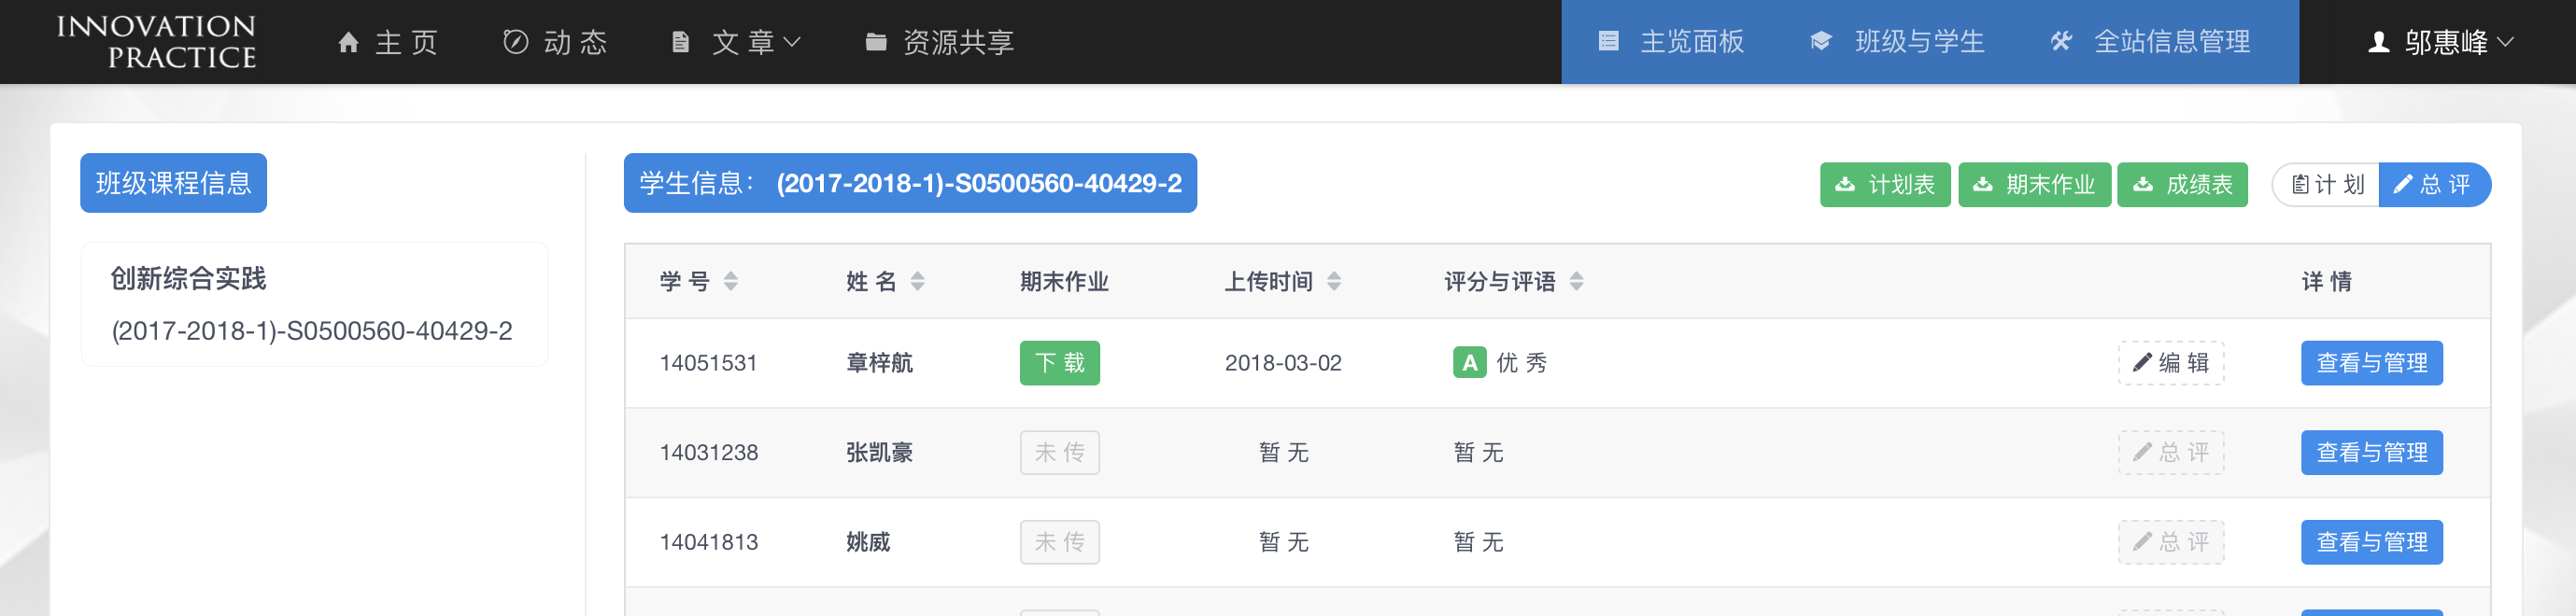 INNOVATION
PRACTICE
主 页
动 态
文 章
资源共享
主览面板
班级与学生
全站信息管理
邬惠峰
班级课程信息
创新综合实践
(2017-2018-1)-S0500560-40429-2
学生信息： (2017-2018-1)-S0500560-40429-2
计划表
期末作业
成绩表
计 划
总 评
学 号 姓 名 期末作业 上传时间 评分与评语 详 情
14051531 章梓航 下 载 2018-03-02 A 优 秀 编 辑 查看与管理
14031238 张凯豪 未 传 暂 无 暂 无 总 评 查看与管理
14041813 姚威 未 传 暂 无 暂 无 总 评 查看与管理